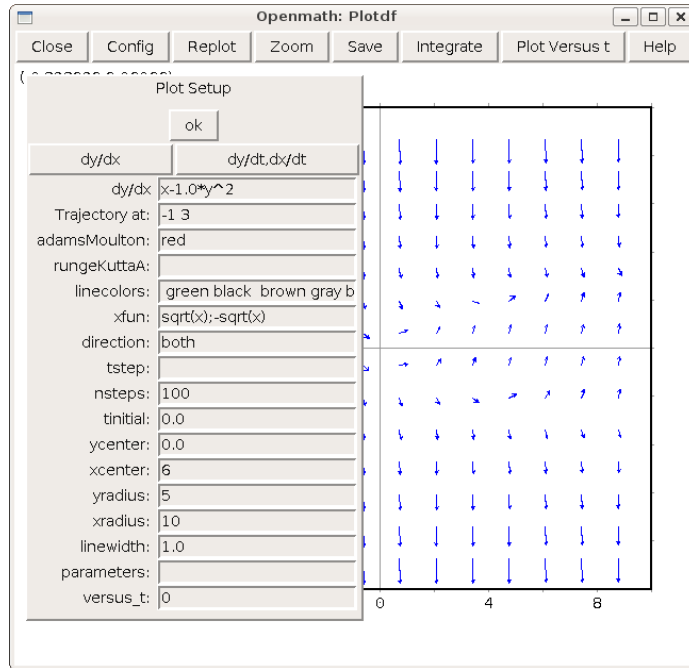 Openmath: Plotdf
Close Config Replot Zoom Save Integrate Plot Versus t Help
Plot Setup
ok
dy/dx dy/dt,dx/dt
dy/dx x-1.0*y^2
Trajectory at: -1 3
adamsMoulton: red
rungeKuttaA:
linecolors: green black brown gray b
xfun: sqrt(x);-sqrt(x)
direction: both
tstep:
nsteps: 100
tinitial: 0.0
ycenter: 0.0
xcenter: 6
yradius: 5
xradius: 10
linewidth: 1.0
parameters:
versus_t: 0
0 4 8